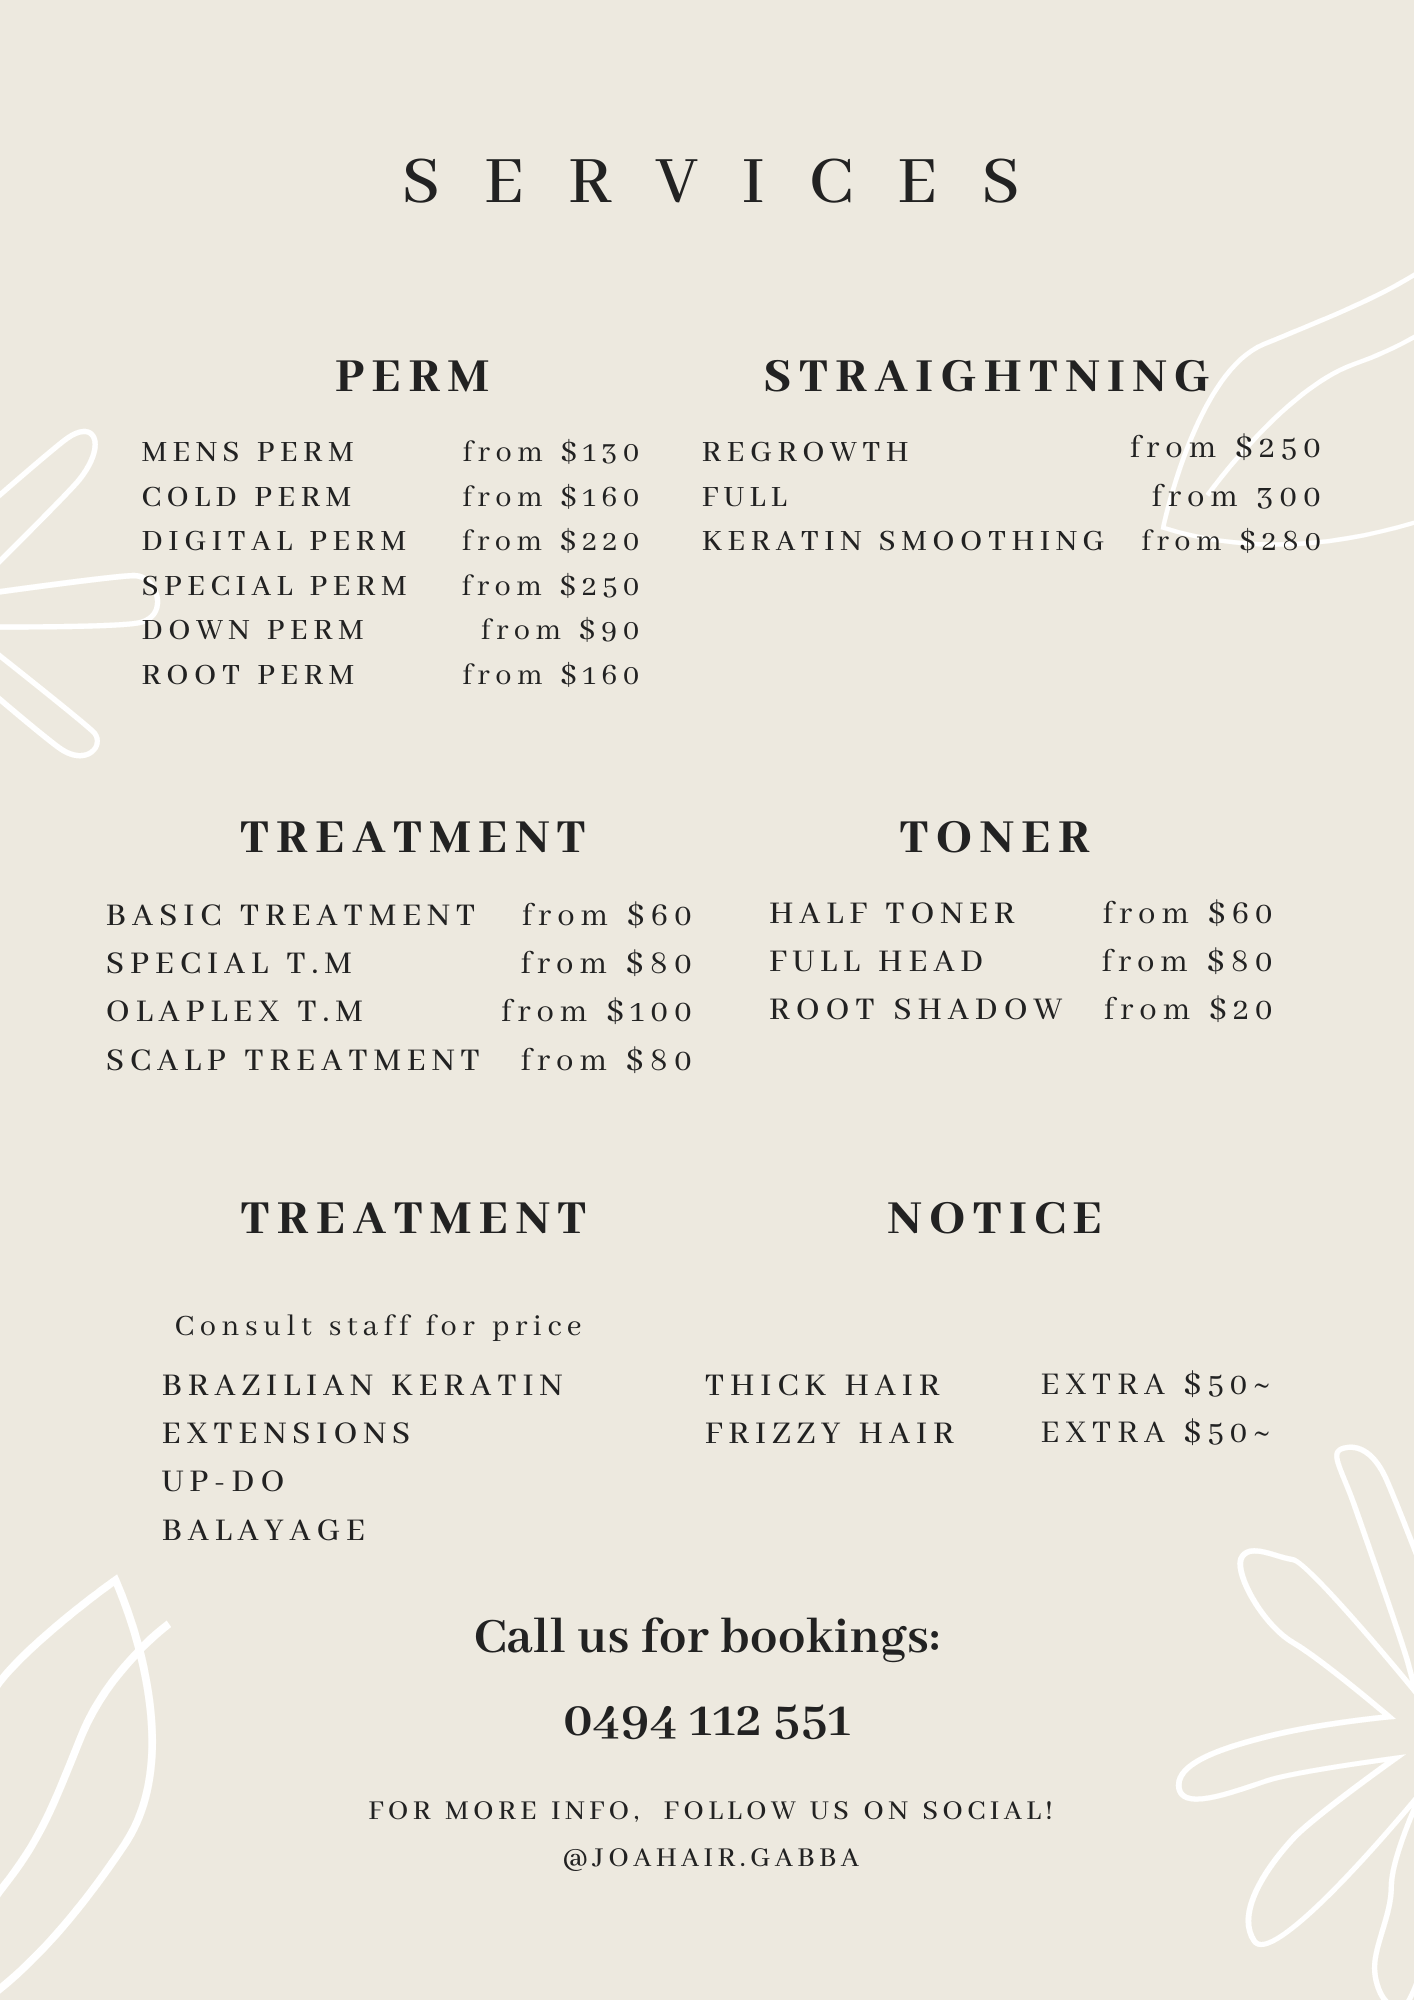 SERVICES
PERM
MENS PERM from $130
COLD PERM from $160
DIGITAL PERM from $220
SPECIAL PERM from $250
DOWN PERM from $90
ROOT PERM from $160
STRAIGHTNING
REGROWTH from $250
FULL from 300
KERATIN SMOOTHING from $280
TREATMENT
BASIC TREATMENT from $60
SPECIAL T.M from $80
OLAPLEX T.M from $100
SCALP TREATMENT from $80
TONER
HALF TONER from $60
FULL HEAD from $80
ROOT SHADOW from $20
TREATMENT
Consult staff for price
BRAZILIAN KERATIN
EXTENSIONS
UP-DO
BALAYAGE
NOTICE
THICK HAIR EXTRA $50~
FRIZZY HAIR EXTRA $50~
Call us for bookings:
0494 112 551
FOR MORE INFO, FOLLOW US ON SOCIAL!
@JOAHAIR.GABBA